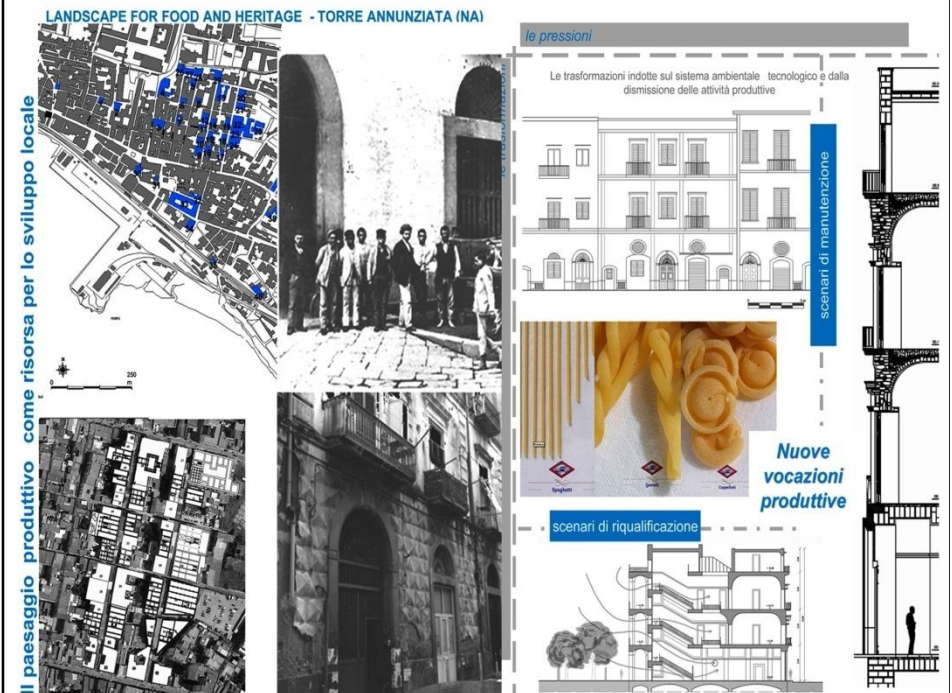 LANDSCAPE FOR FOOD AND HERITAGE - TORRE ANNUNZIATA (NA)
Il paesaggio produttivo come risorsa per lo sviluppo locale
250
m
le pressioni
Le trasformazioni indotte sul sistema ambientale tecnologico e dalla
dismissione delle attività produttive
scenari di manutenzione
Spaghetti
Gemelli
Nuove
vocazioni
produttive
scenari di riqualificazione